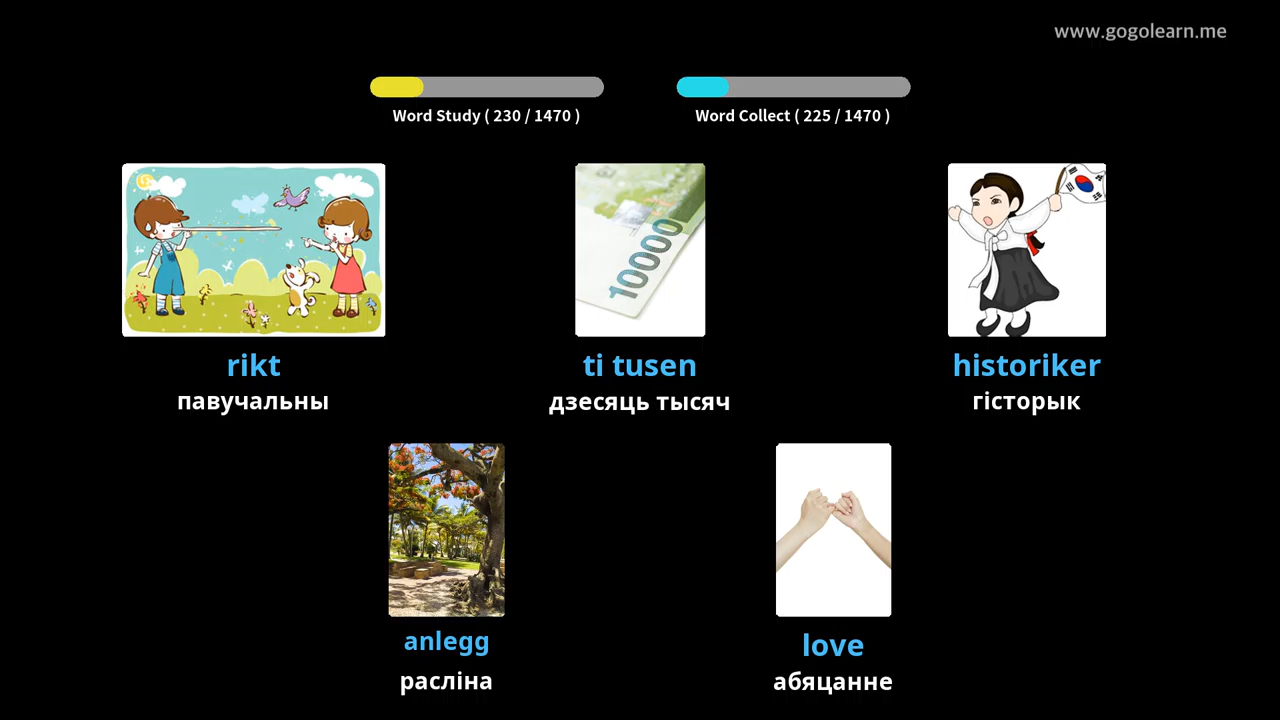 www.gogolearn.me
Word Study ( 230 / 1470 )
Word Collect ( 225 / 1470 )
10000
rikt
павучальны
ti tusen
дзесяць тысяч
historiker
гісторык
anlegg
расліна
love
абяцанне